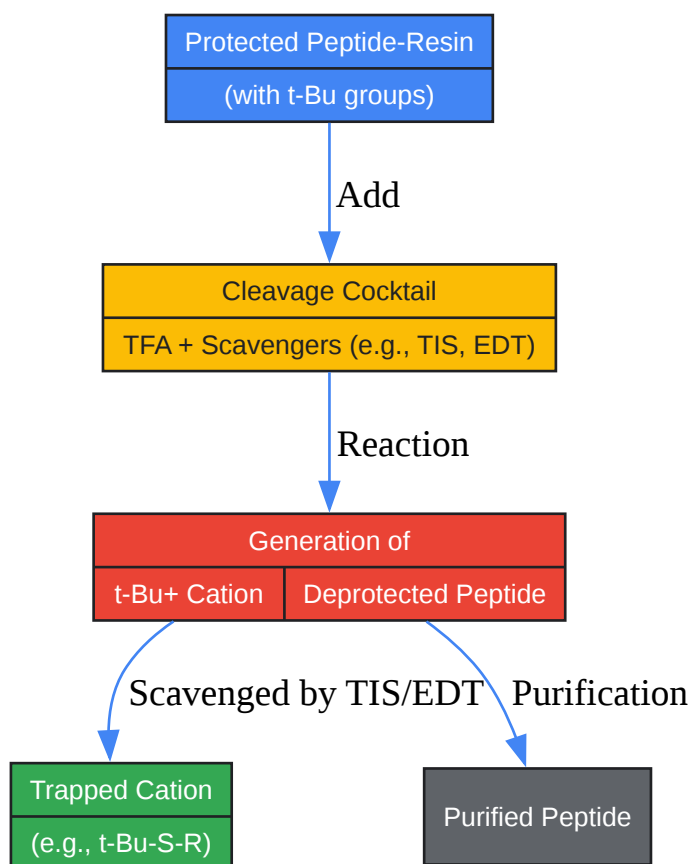 Protected Peptide-Resin
(with t-Bu groups)
Add
Cleavage Cocktail
TFA + Scavengers (e.g., TIS, EDT)
Reaction
Generation of
t-Bu+ Cation
Deprotected Peptide
Scavenged by TIS/EDT
Purification
Trapped Cation
(e.g., t-Bu-S-R)
Purified Peptide